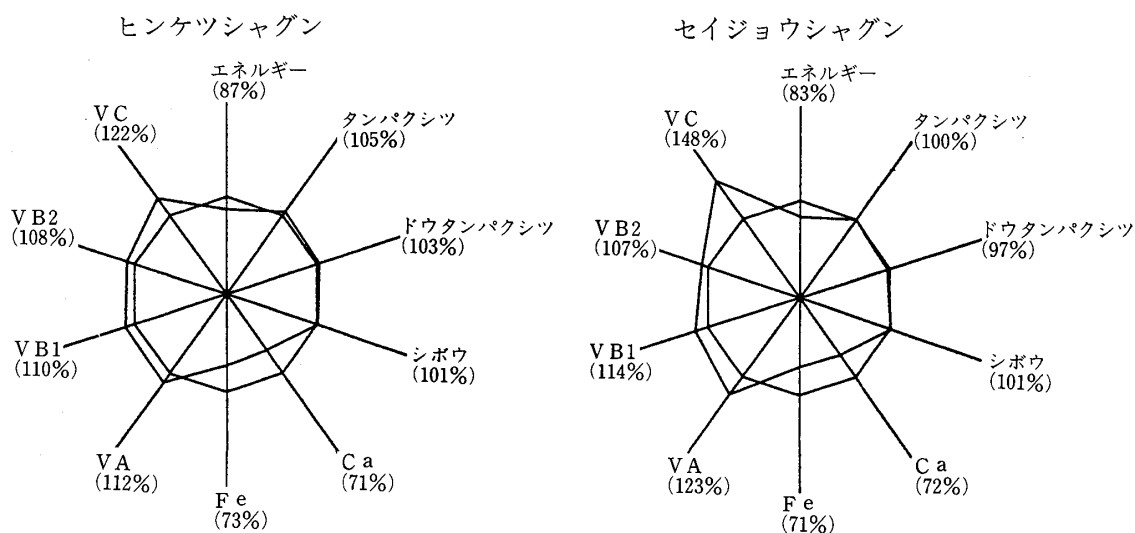 ヒンケツシャグン
エネルギー
(87%)
タンパクシツ
(105%)
ドウタンパクシツ
(103%)
シボウ
(101%)
Ca
(71%)
Fe
(73%)
VA
(112%)
VB1
(110%)
VB2
(108%)
VC
(122%)
セイジョウシャグン
エネルギー
(83%)
タンパクシツ
(100%)
ドウタンパクシツ
(97%)
シボウ
(101%)
Ca
(72%)
Fe
(71%)
VA
(123%)
VB1
(114%)
VB2
(107%)
VC
(148%)